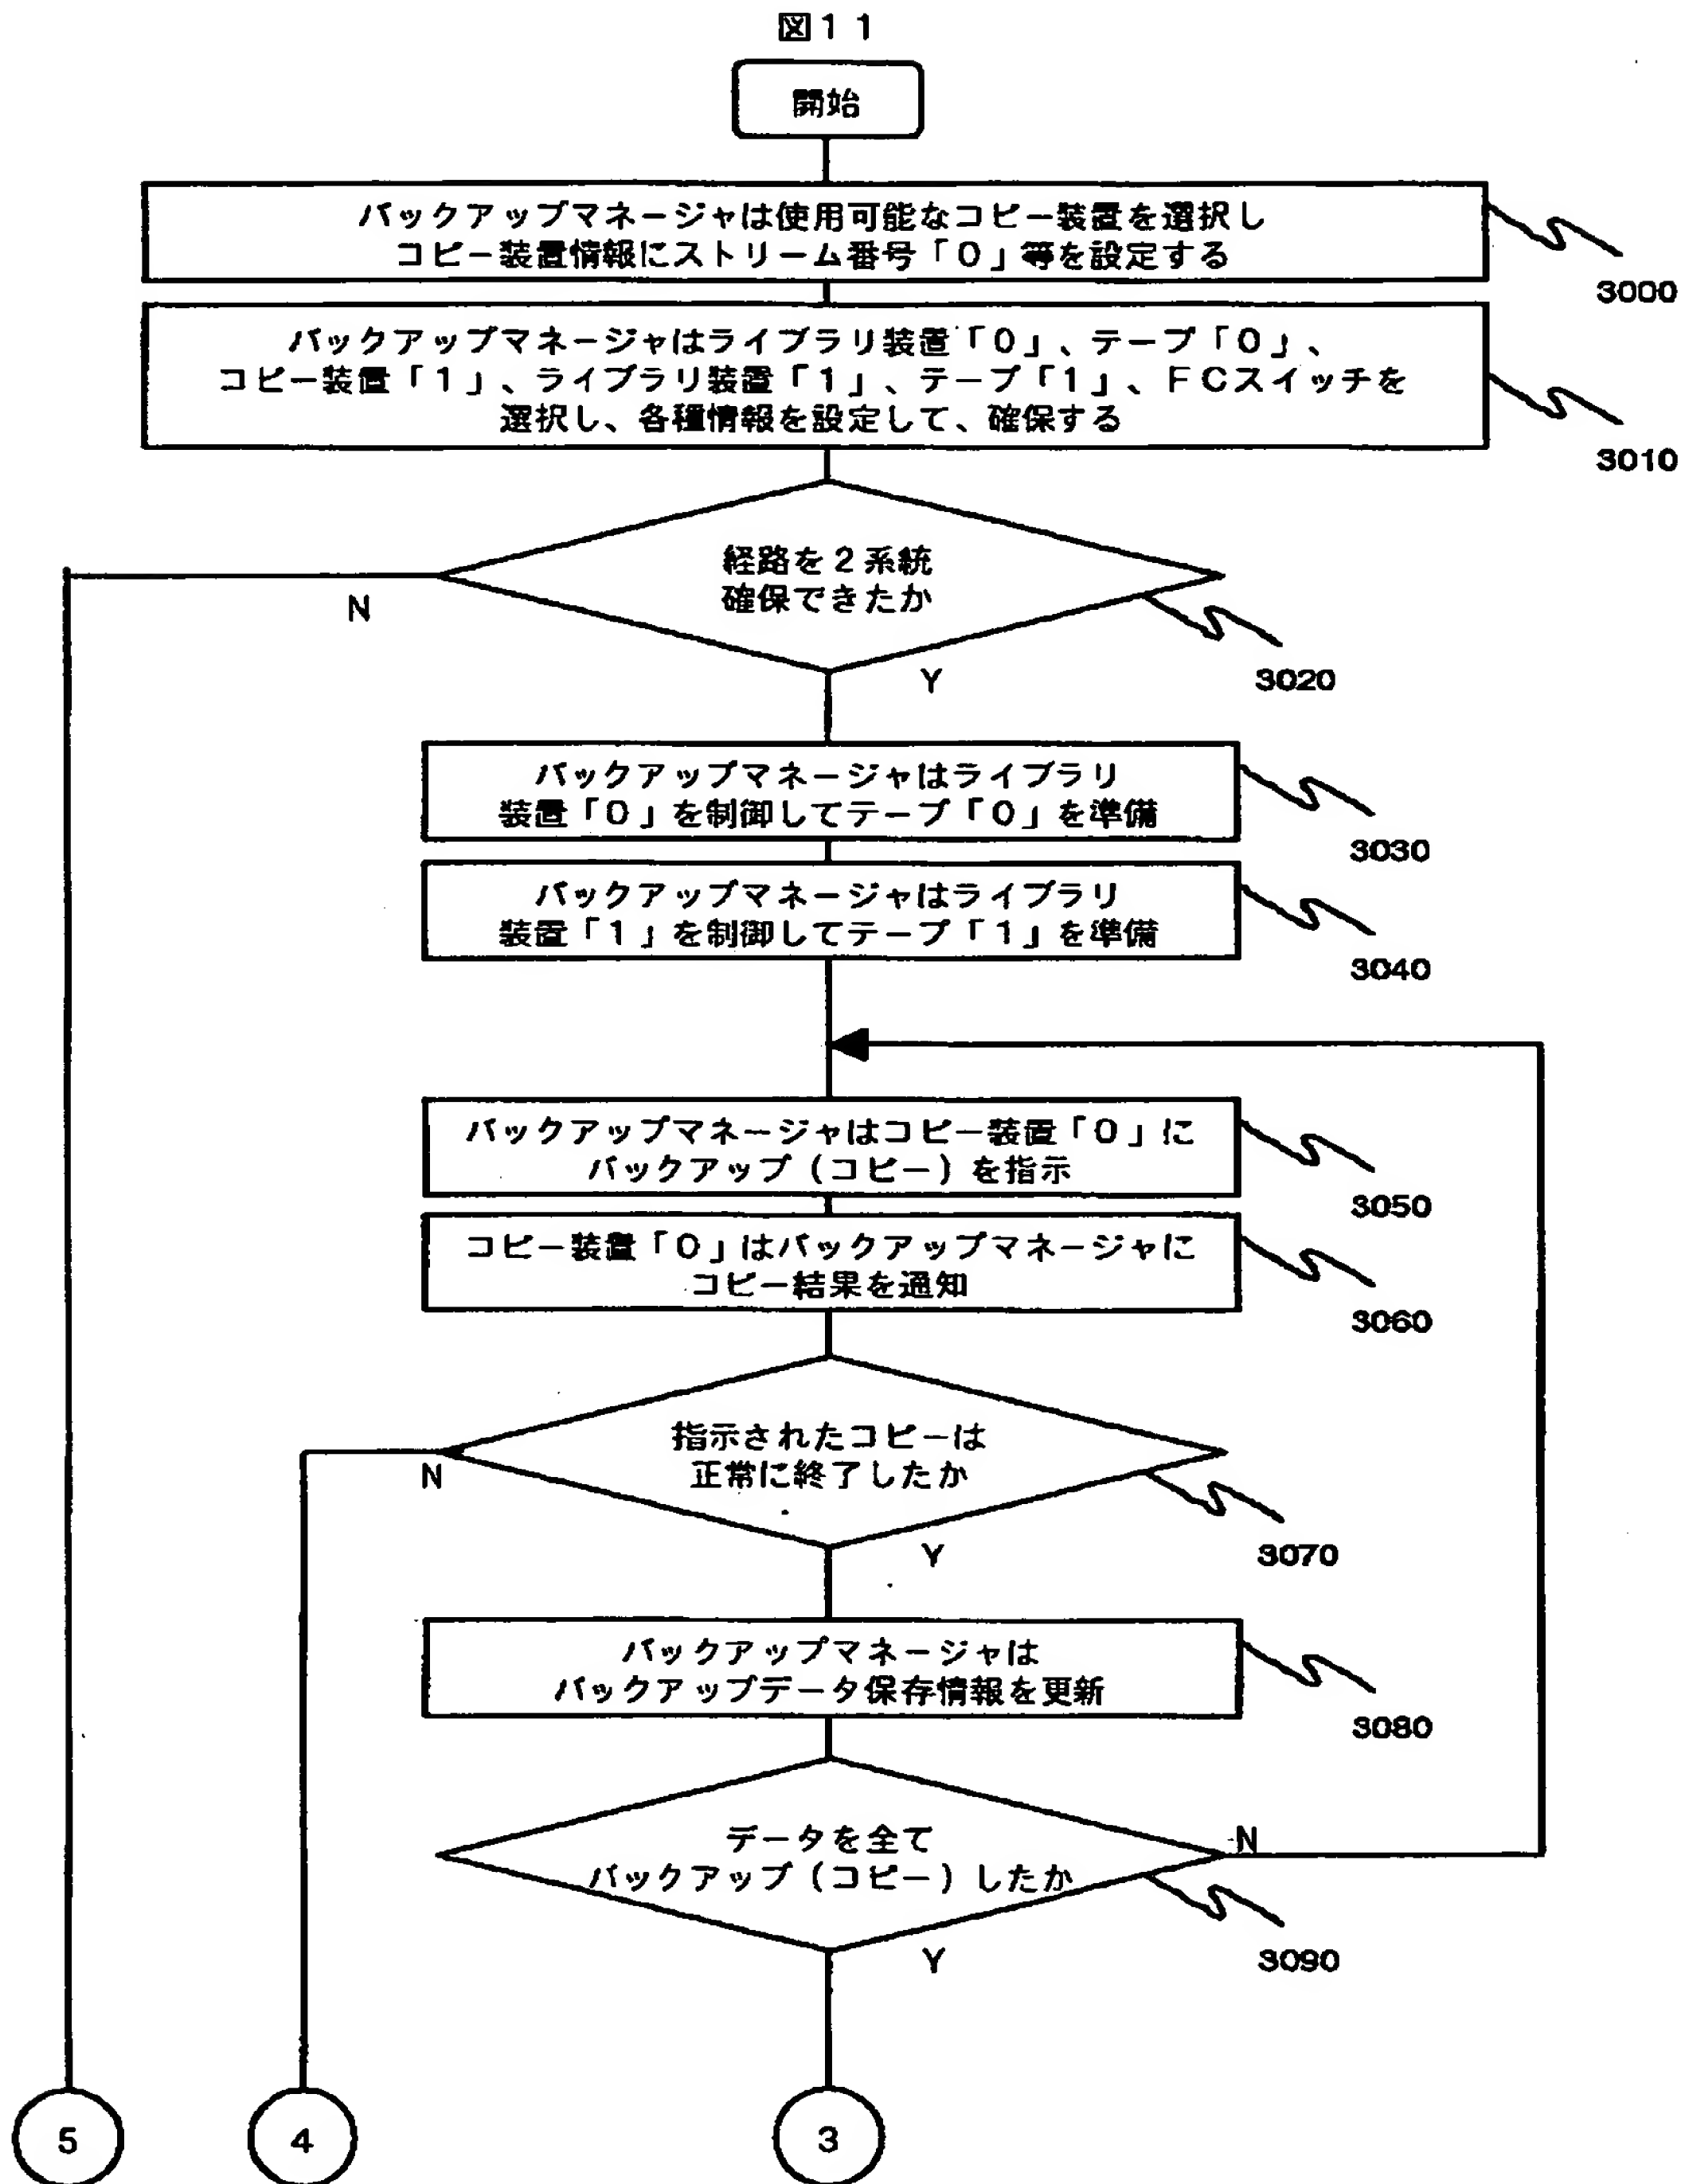 図11
開始
バックアップマネージャは使用可能なコピー装置を選択し
コピー装置情報にストリーム番号「0」等を設定する
3000
バックアップマネージャはライブラリ装置「0」、テープ「0」、
コピー装置「1」、ライブラリ装置「1」、テープ「1」、FCスイッチを
選択し、各種情報を設定して、確保する
3010
経路を2系統
確保できたか
N
Y
3020
バックアップマネージャはライブラリ
装置「0」を制御してテープ「0」を準備
3030
バックアップマネージャはライブラリ
装置「1」を制御してテープ「1」を準備
3040
バックアップマネージャはコピー装置「0」に
バックアップ(コピー)を指示
3050
コピー装置「0」はバックアップマネージャに
コピー結果を通知
3060
指示されたコピーは
正常に終了したか
N
Y
3070
バックアップマネージャは
バックアップデータ保存情報を更新
3080
データを全て
バックアップ(コピー)したか
N
Y
3090
5
4
3